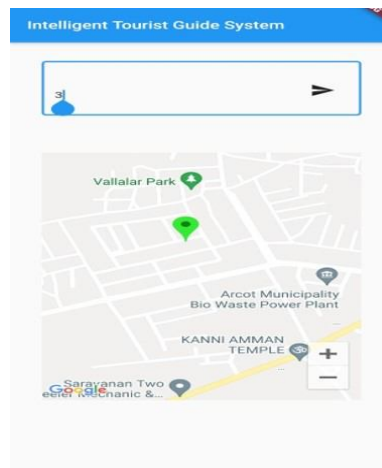 Intelligent Tourist Guide System
3
Vallalar Park
Arcot Municipality
Bio Waste Power Plant
KANNI AMMAN
TEMPLE
+
−
Saravanan Two
Google
eeler Mechanic &...